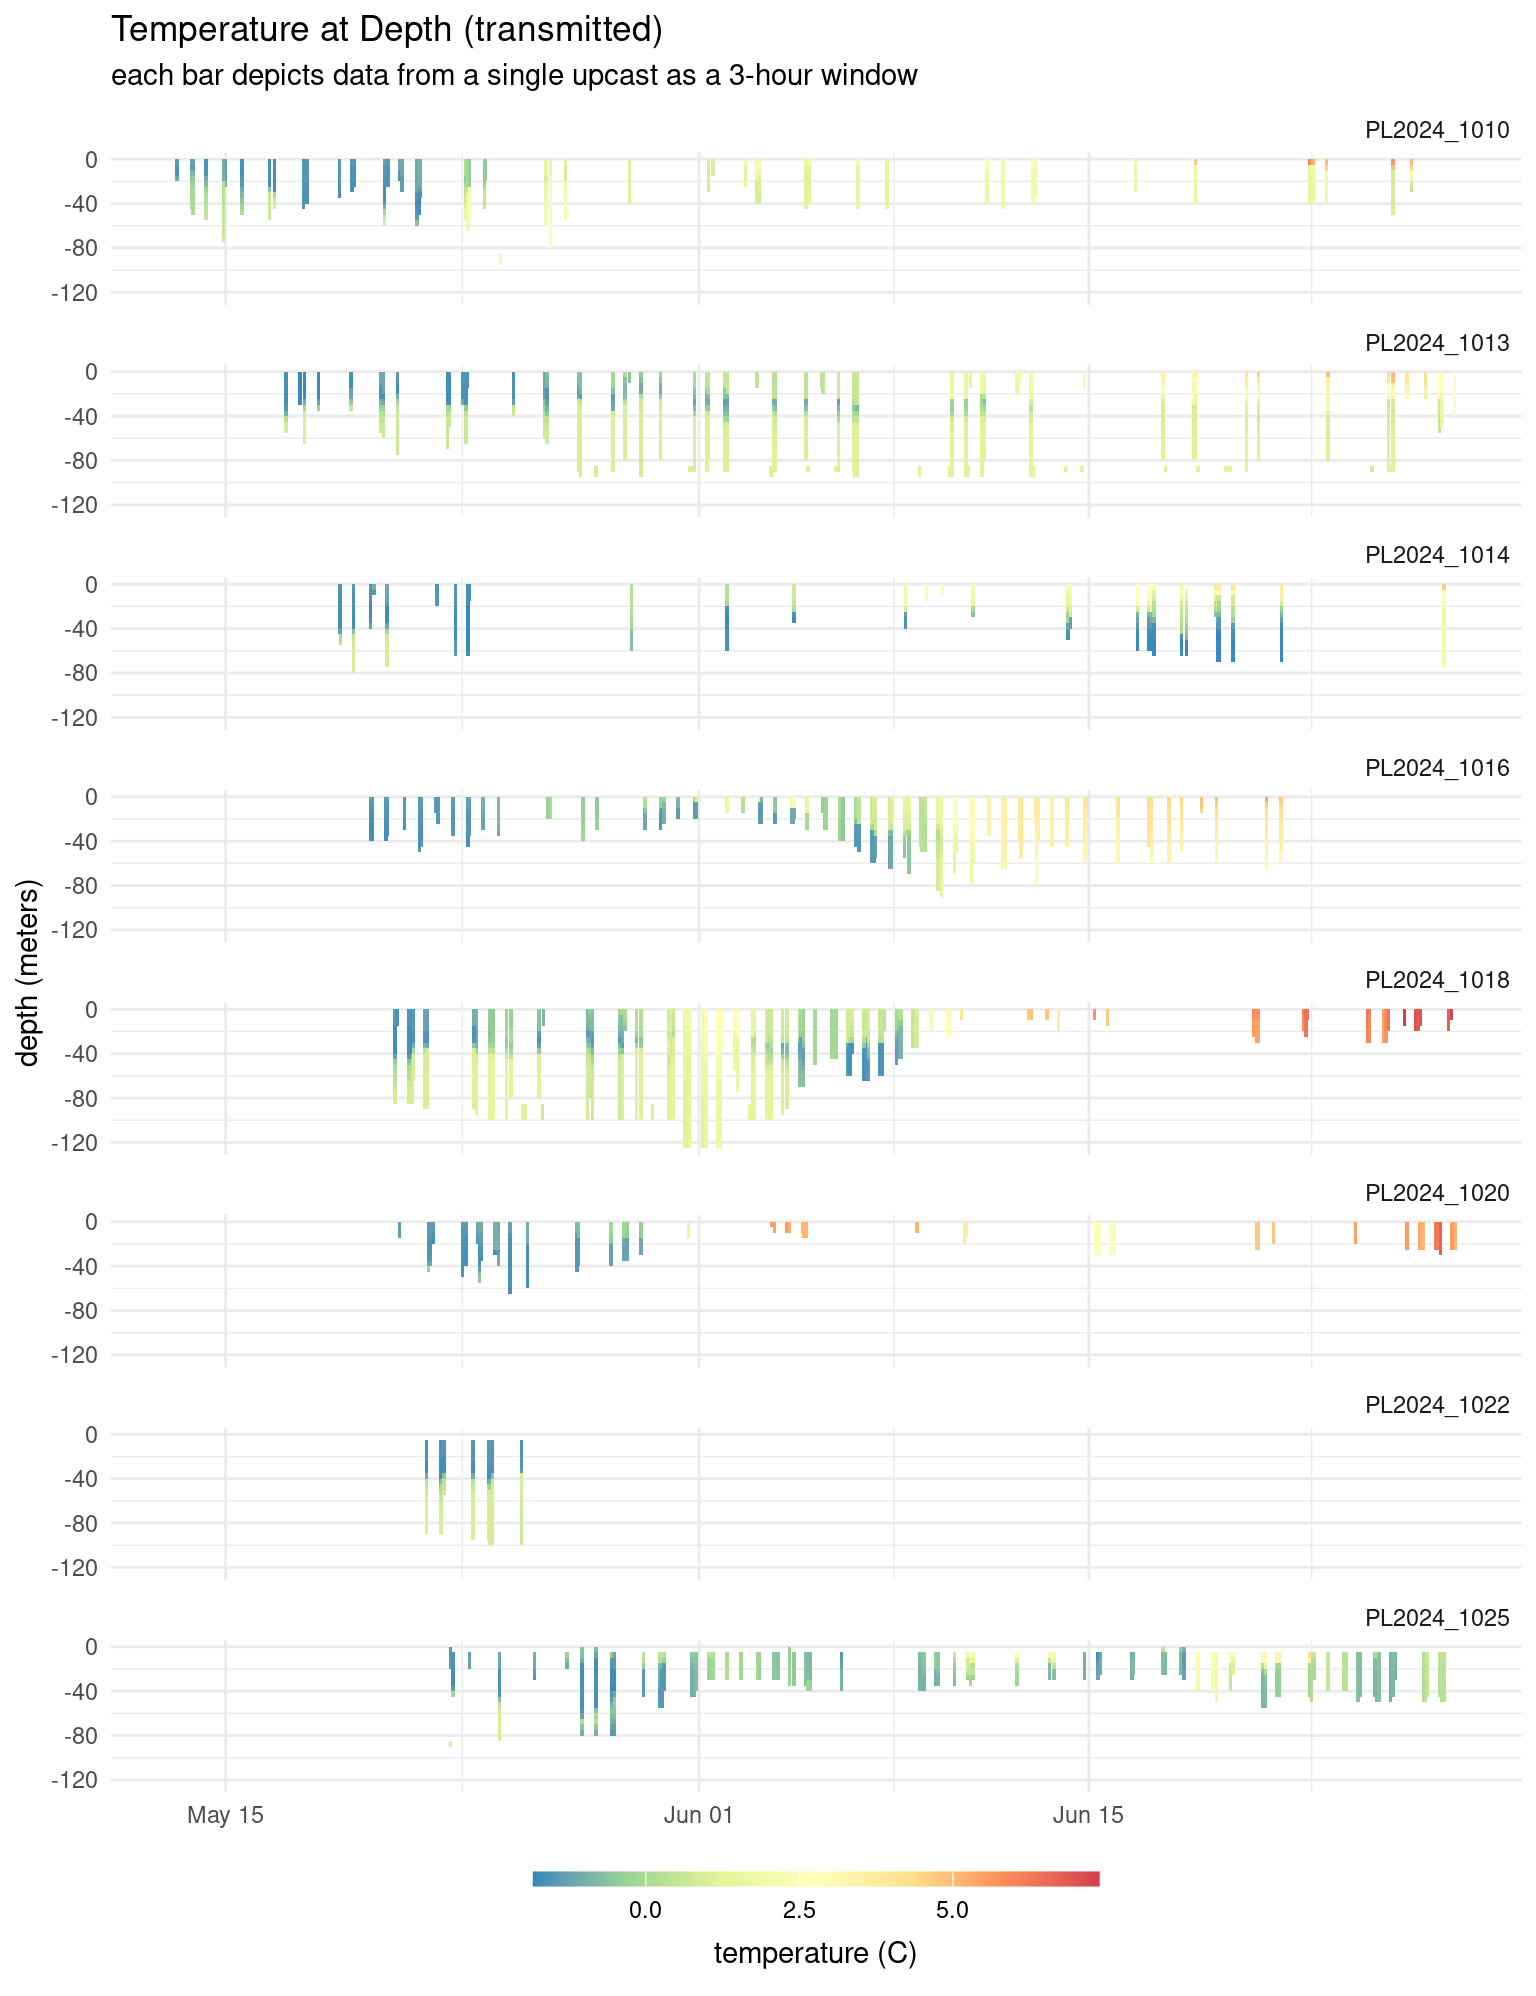 Temperature at Depth (transmitted)
each bar depicts data from a single upcast as a 3-hour window
PL2024_1010
0
-40
-80
-120
PL2024_1013
0
-40
-80
-120
PL2024_1014
0
-40
-80
-120
PL2024_1016
0
-40
-80
-120
depth (meters)
PL2024_1018
0
-40
-80
-120
PL2024_1020
0
-40
-80
-120
PL2024_1022
0
-40
-80
-120
PL2024_1025
0
-40
-80
-120
May 15 Jun 01 Jun 15
0.0 2.5 5.0
temperature (C)